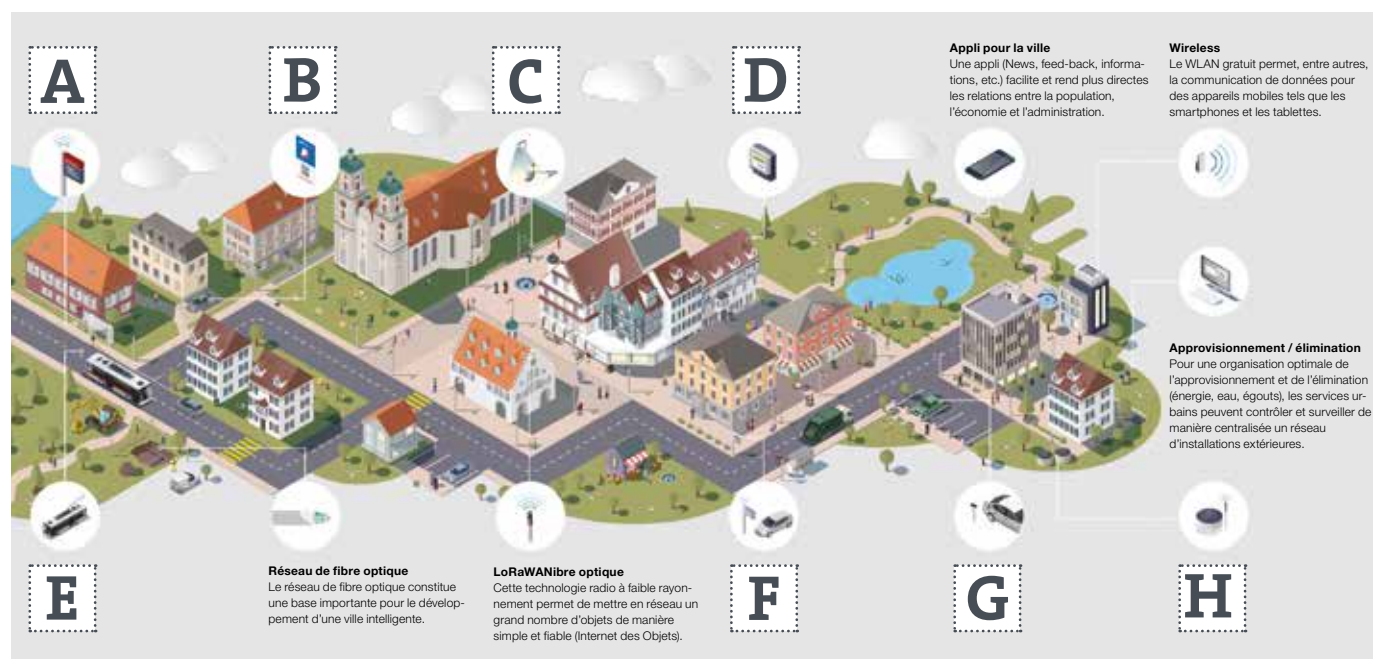 A
B
C
D
Appli pour la ville
Une appli (News, feed-back, informa-
tions, etc.) facilite et rend plus directes
les relations entre la population,
l'économie et l'administration.
Wireless
Le WLAN gratuit permet, entre autres,
la communication de données pour
des appareils mobiles tels que les
smartphones et les tablettes.
Approvisionnement / élimination
Pour une organisation optimale de
l'approvisionnement et de l'élimination
(énergie, eau, égouts), les services ur-
bains peuvent contrôler et surveiller de
manière centralisée un réseau
d'installations extérieures.
E
Réseau de fibre optique
Le réseau de fibre optique constitue
une base importante pour le dévelop-
pement d'une ville intelligente.
LoRaWANibre optique
Cette technologie radio à faible rayon-
nement permet de mettre en réseau un
grand nombre d'objets de manière
simple et fiable (Internet des Objets).
F
G
H